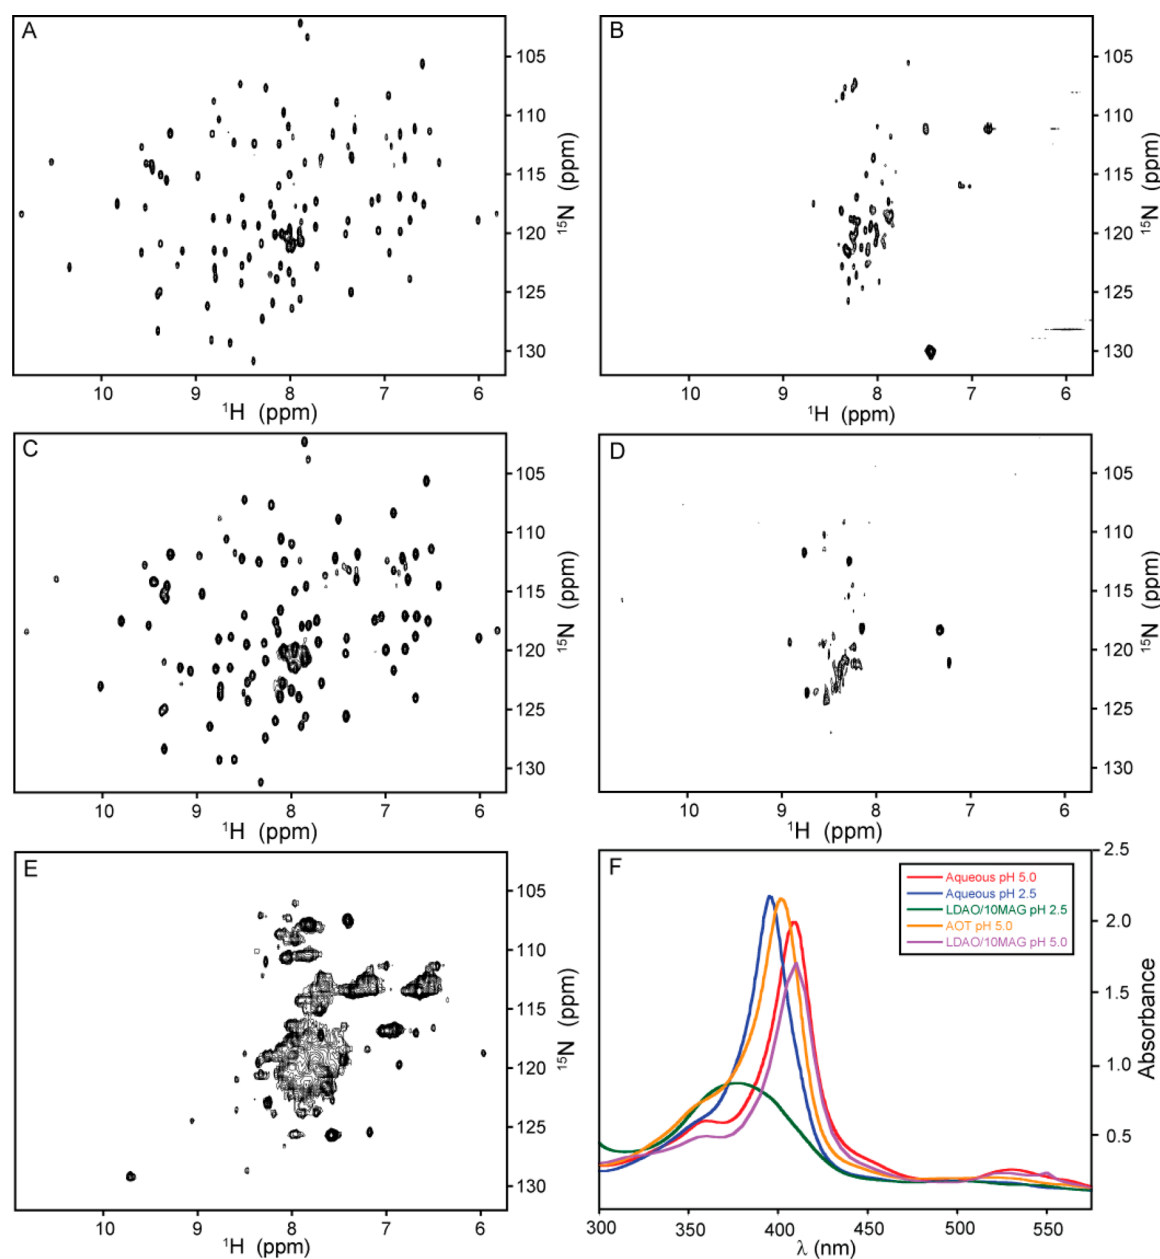 A
105
110
115
120
125
130
¹⁵N (ppm)
10
9
8
7
6
¹H (ppm)
B
105
110
115
120
125
130
¹⁵N (ppm)
10
9
8
7
6
¹H (ppm)
C
105
110
115
120
125
130
¹⁵N (ppm)
10
9
8
7
6
¹H (ppm)
D
105
110
115
120
125
130
¹⁵N (ppm)
10
9
8
7
6
¹H (ppm)
E
105
110
115
120
125
130
¹⁵N (ppm)
10
9
8
7
6
¹H (ppm)
F
Aqueous pH 5.0
Aqueous pH 2.5
LDAO/10MAG pH 2.5
AOT pH 5.0
LDAO/10MAG pH 5.0
2.5
2.0
1.5
1.0
0.5
Absorbance
300
350
400
450
500
550
λ (nm)